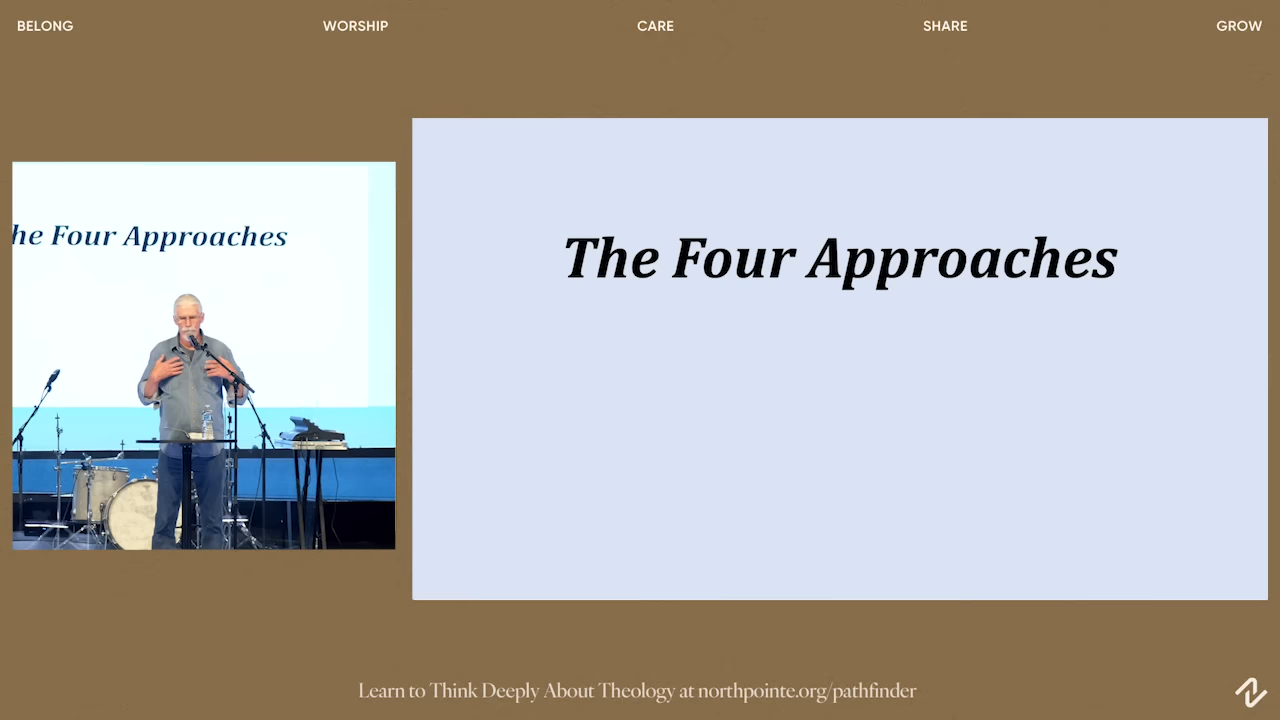 BELONG
WORSHIP
CARE
SHARE
GROW
he Four Approaches
The Four Approaches
Learn to Think Deeply About Theology at northpointe.org/pathfinder